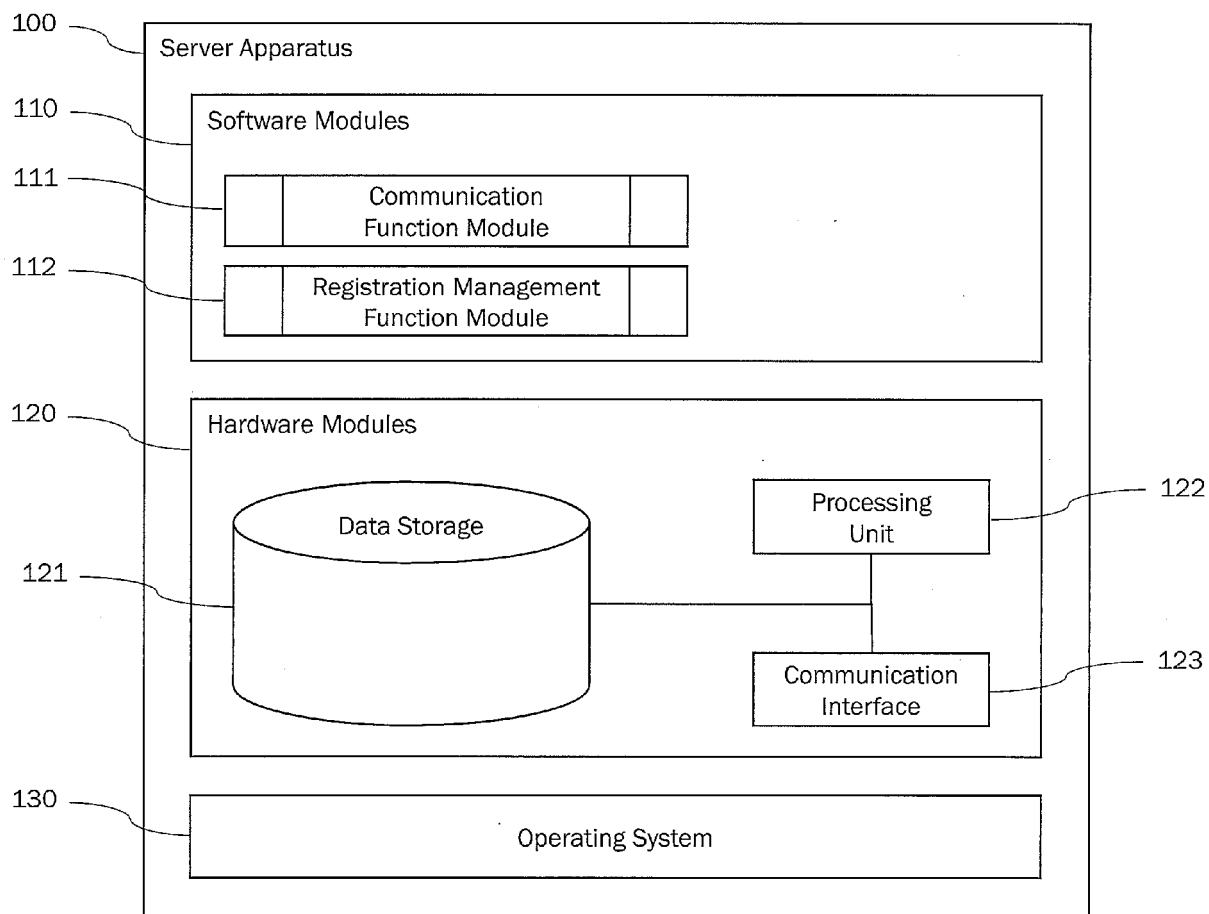 100
Server Apparatus
110
Software Modules
111
Communication
Function Module
112
Registration Management
Function Module
120
Hardware Modules
Data Storage
121
Processing
Unit
122
Communication
Interface
123
130
Operating System